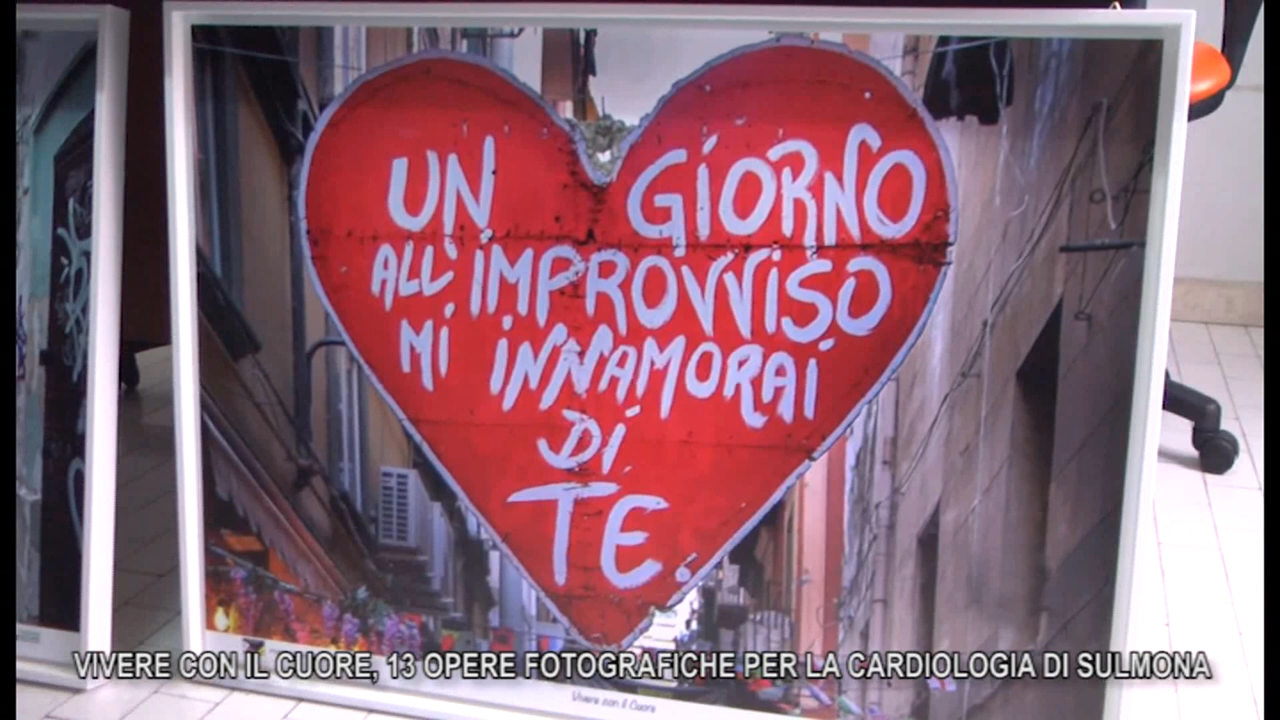 UN GIORNO
ALL'IMPROVVISO
MI INNAMORAI
DI
TE.
VIVERE CON IL CUORE, 13 OPERE FOTOGRAFICHE PER LA CARDIOLOGIA DI SULMONA
Vivere con il Cuore